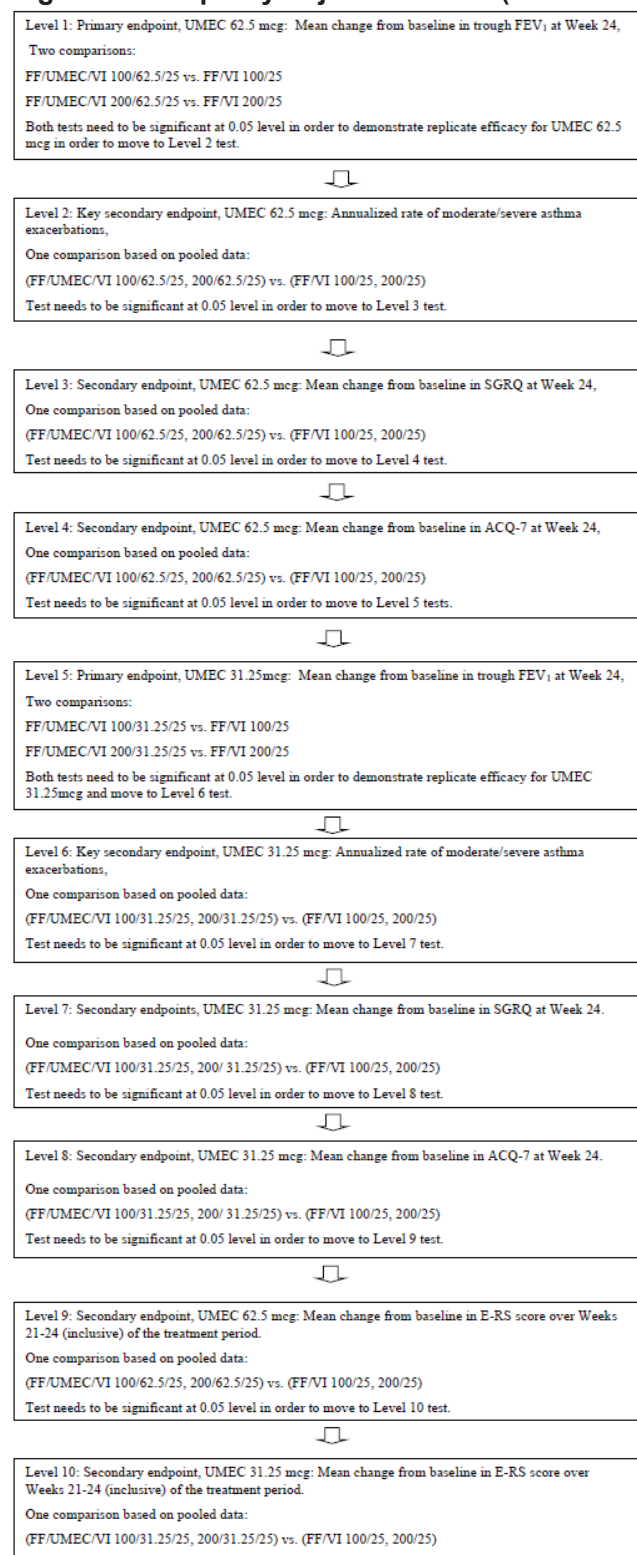 Level 1: Primary endpoint, UMEC 62.5 mcg: Mean change from baseline in trough FEV₁ at Week 24,
Two comparisons:
FF/UMEC/VI 100/62.5/25 vs. FF/VI 100/25
FF/UMEC/VI 200/62.5/25 vs. FF/VI 200/25
Both tests need to be significant at 0.05 level in order to demonstrate replicate efficacy for UMEC 62.5
mcg in order to move to Level 2 test.
Level 2: Key secondary endpoint, UMEC 62.5 mcg: Annualized rate of moderate/severe asthma
exacerbations,
One comparison based on pooled data:
(FF/UMEC/VI 100/62.5/25, 200/62.5/25) vs. (FF/VI 100/25, 200/25)
Test needs to be significant at 0.05 level in order to move to Level 3 test.
Level 3: Secondary endpoint, UMEC 62.5 mcg: Mean change from baseline in SGRQ at Week 24,
One comparison based on pooled data:
(FF/UMEC/VI 100/62.5/25, 200/62.5/25) vs. (FF/VI 100/25, 200/25)
Test needs to be significant at 0.05 level in order to move to Level 4 test.
Level 4: Secondary endpoint, UMEC 62.5 mcg: Mean change from baseline in ACQ-7 at Week 24,
One comparison based on pooled data:
(FF/UMEC/VI 100/62.5/25, 200/62.5/25) vs. (FF/VI 100/25, 200/25)
Test needs to be significant at 0.05 level in order to move to Level 5 tests.
Level 5: Primary endpoint, UMEC 31.25mcg: Mean change from baseline in trough FEV₁ at Week 24,
Two comparisons:
FF/UMEC/VI 100/31.25/25 vs. FF/VI 100/25
FF/UMEC/VI 200/31.25/25 vs. FF/VI 200/25
Both tests need to be significant at 0.05 level in order to demonstrate replicate efficacy for UMEC
31.25mcg and move to Level 6 test.
Level 6: Key secondary endpoint, UMEC 31.25 mcg: Annualized rate of moderate/severe asthma
exacerbations,
One comparison based on pooled data:
(FF/UMEC/VI 100/31.25/25, 200/31.25/25) vs. (FF/VI 100/25, 200/25)
Test needs to be significant at 0.05 level in order to move to Level 7 test.
Level 7: Secondary endpoints, UMEC 31.25 mcg: Mean change from baseline in SGRQ at Week 24.
One comparison based on pooled data:
(FF/UMEC/VI 100/31.25/25, 200/ 31.25/25) vs. (FF/VI 100/25, 200/25)
Test needs to be significant at 0.05 level in order to move to Level 8 test.
Level 8: Secondary endpoint, UMEC 31.25 mcg: Mean change from baseline in ACQ-7 at Week 24.
One comparison based on pooled data:
(FF/UMEC/VI 100/31.25/25, 200/ 31.25/25) vs. (FF/VI 100/25, 200/25)
Test needs to be significant at 0.05 level in order to move to Level 9 test.
Level 9: Secondary endpoint, UMEC 62.5 mcg: Mean change from baseline in E-RS score over Weeks
21-24 (inclusive) of the treatment period.
One comparison based on pooled data:
(FF/UMEC/VI 100/62.5/25, 200/62.5/25) vs. (FF/VI 100/25, 200/25)
Test needs to be significant at 0.05 level in order to move to Level 10 test.
Level 10: Secondary endpoint, UMEC 31.25 mcg: Mean change from baseline in E-RS score over
Weeks 21-24 (inclusive) of the treatment period.
One comparison based on pooled data:
(FF/UMEC/VI 100/31.25/25, 200/31.25/25) vs. (FF/VI 100/25, 200/25)